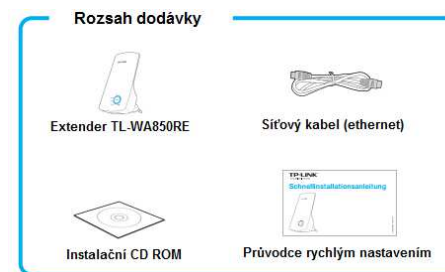 Rozsah dodávky
Extender TL-WA850RE
Síťový kabel (ethernet)
TP-LINK
Schnellinstallationsanleitung
Instalační CD ROM
Průvodce rychlým nastavením